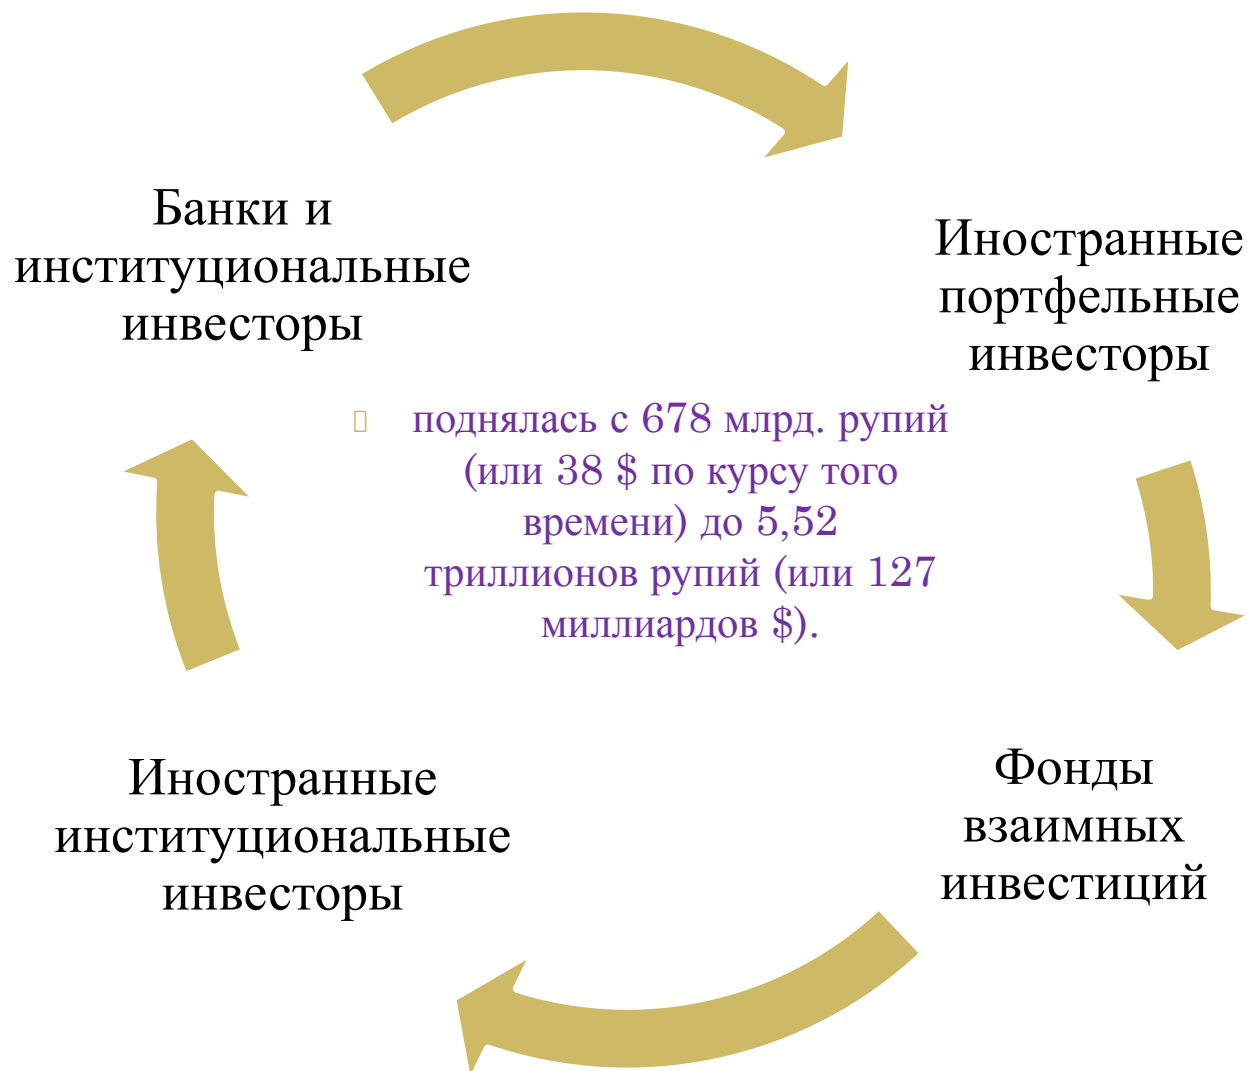 Банки и
институциональные
инвесторы
Иностранные
портфельные
инвесторы
поднялась с 678 млрд. рупий
(или 38 $ по курсу того
времени) до 5,52
триллионов рупий (или 127
миллиардов $).
Иностранные
институциональные
инвесторы
Фонды
взаимных
инвестиций